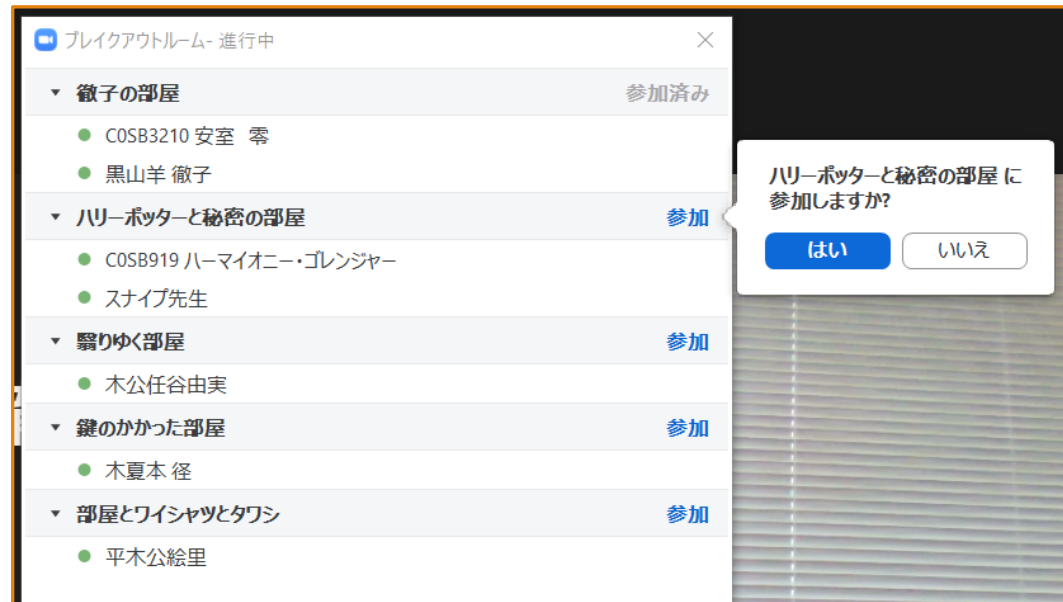 ブレイクアウトルーム- 進行中
徹子の部屋 参加済み
C0SB3210 安室 零
黒山羊 徹子
ハリーポッターと秘密の部屋 参加
C0SB919 ハーマイオニー・ゴレンジャー
スナイプ先生
翳りゆく部屋 参加
木公任谷由実
鍵のかかった部屋 参加
木夏本 径
部屋とワイシャツとタワシ 参加
平木公絵里
ハリーポッターと秘密の部屋 に
参加しますか?
はい いいえ